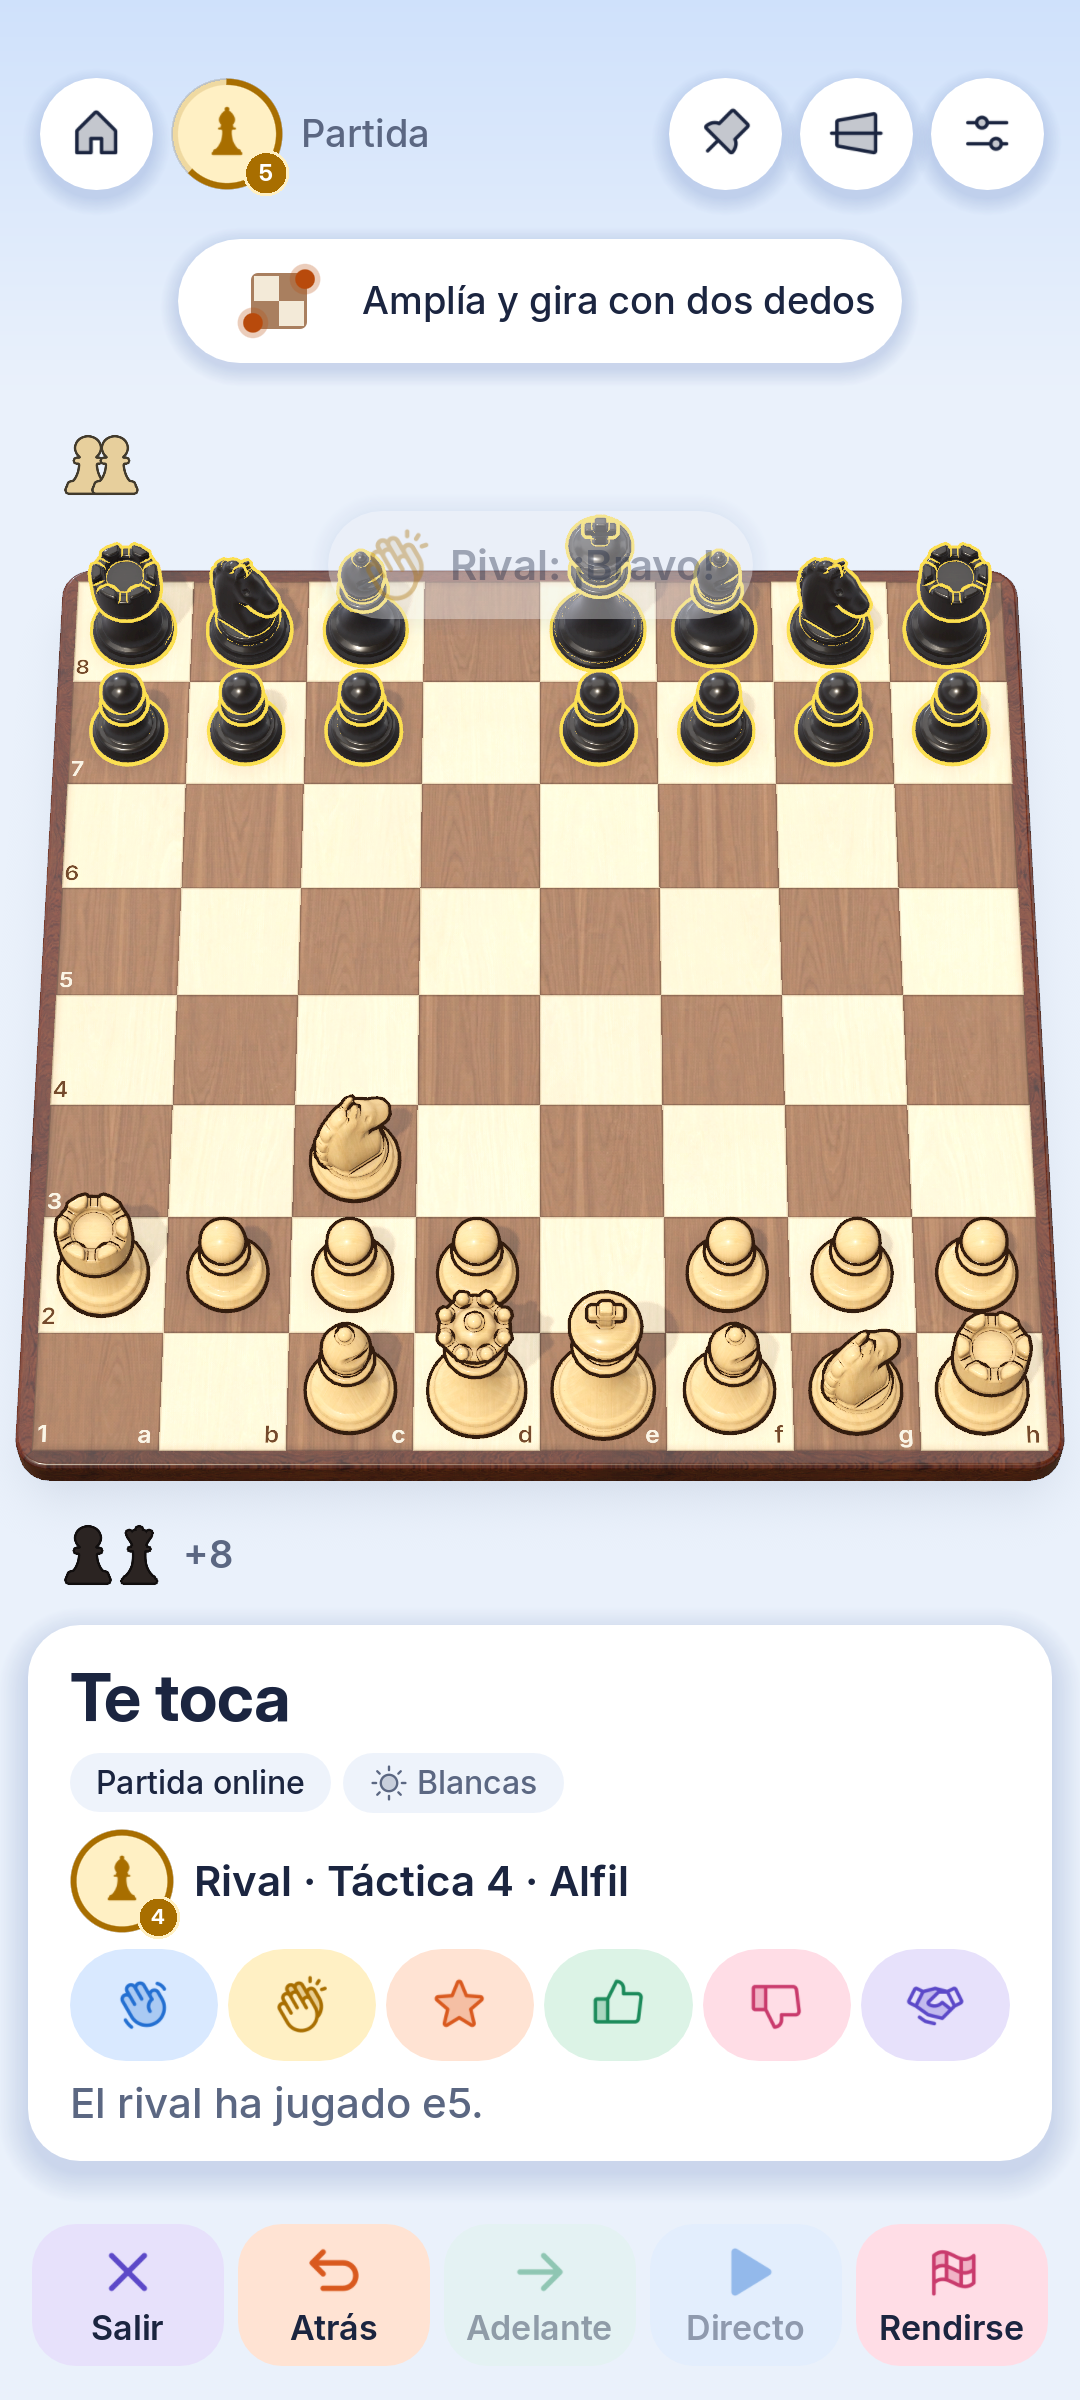 Partida
5
Amplía y gira con dos dedos
Rival: ¡Bravo!
8
7
6
5
4
3
2
1 a b c d e f g h
+8
Te toca
Partida online
Blancas
4
Rival · Táctica 4 · Alfil
El rival ha jugado e5.
Salir
Atrás
Adelante
Directo
Rendirse